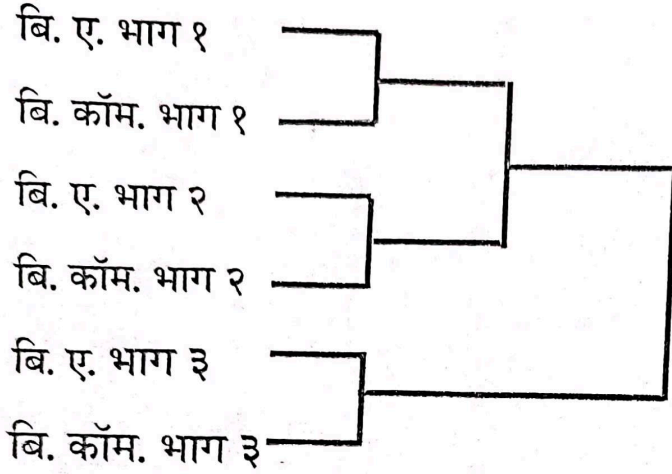 बि. ए. भाग १
बि. कॉम. भाग १
बि. ए. भाग २
बि. कॉम. भाग २
बि. ए. भाग ३
बि. कॉम. भाग ३